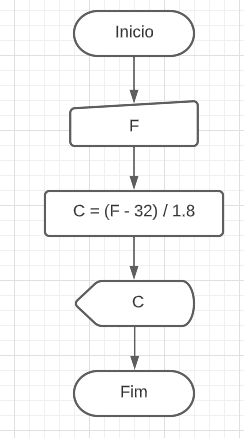 Inicio
F
C = (F - 32) / 1.8
C
Fim